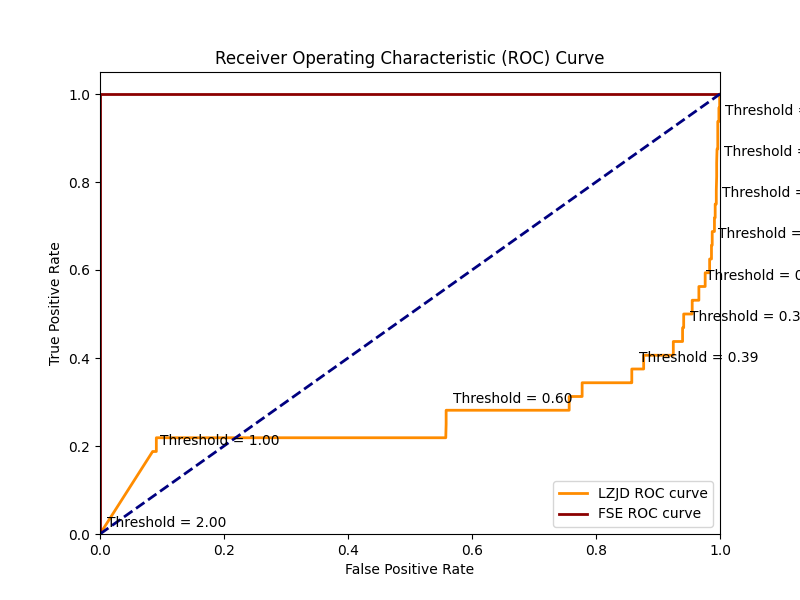 Receiver Operating Characteristic (ROC) Curve
True Positive Rate
1.0
0.8
0.6
0.4
0.2
0.0
Threshold =
Threshold =
Threshold =
Threshold =
Threshold = 0
Threshold = 0.3
Threshold = 0.39
Threshold = 0.60
Threshold = 1.00
Threshold = 2.00
LZJD ROC curve
FSE ROC curve
0.0 0.2 0.4 0.6 0.8 1.0
False Positive Rate